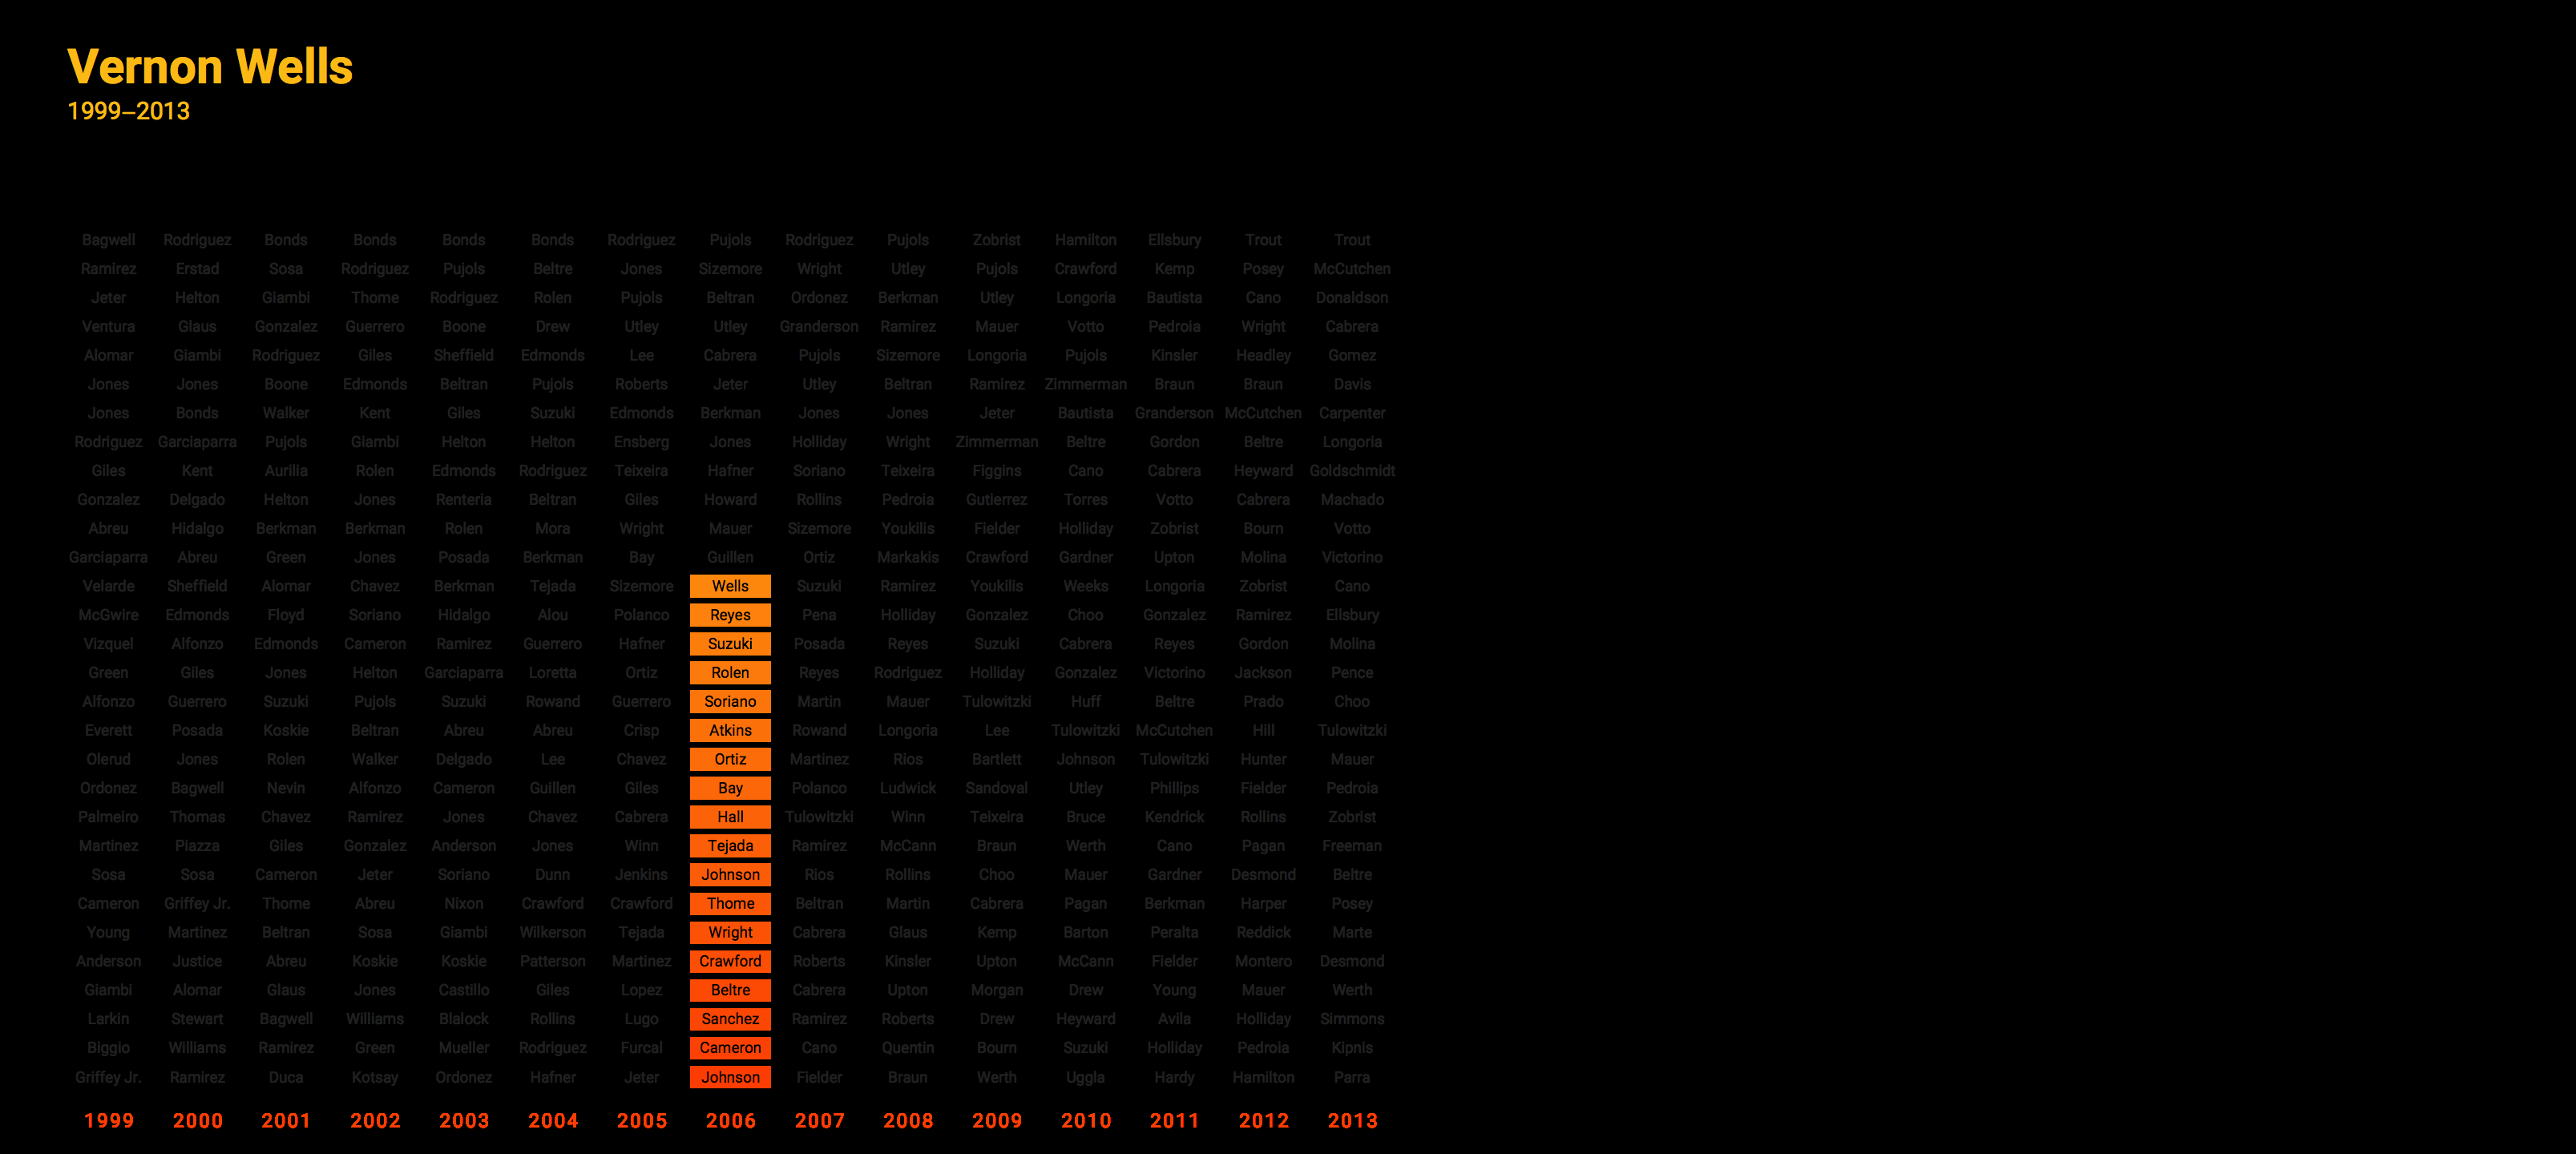 Vernon Wells
1999–2013
Bagwell Rodriguez Bonds Bonds Bonds Bonds Rodriguez Pujols Rodriguez Pujols Zobrist Hamilton Ellsbury Trout Trout
Ramirez Erstad Sosa Rodriguez Pujols Beltre Jones Sizemore Wright Utley Pujols Crawford Kemp Posey McCutchen
Jeter Helton Giambi Thome Rodriguez Rolen Pujols Beltran Ordonez Berkman Utley Longoria Bautista Cano Donaldson
Ventura Glaus Gonzalez Guerrero Boone Drew Utley Utley Granderson Ramirez Mauer Votto Pedroia Wright Cabrera
Alomar Giambi Rodriguez Giles Sheffield Edmonds Lee Cabrera Pujols Sizemore Longoria Pujols Kinsler Headley Gomez
Jones Jones Boone Edmonds Beltran Pujols Roberts Jeter Utley Beltran Ramirez Zimmerman Braun Braun Davis
Jones Bonds Walker Kent Giles Suzuki Edmonds Berkman Jones Jones Jeter Bautista Granderson McCutchen Carpenter
Rodriguez Garciaparra Pujols Giambi Helton Helton Ensberg Jones Holliday Wright Zimmerman Beltre Gordon Beltre Longoria
Giles Kent Aurilia Rolen Edmonds Rodriguez Teixeira Hafner Soriano Teixeira Figgins Cano Cabrera Heyward Goldschmidt
Gonzalez Delgado Helton Jones Renteria Beltran Giles Howard Rollins Pedroia Gutierrez Torres Votto Cabrera Machado
Abreu Hidalgo Berkman Berkman Rolen Mora Wright Mauer Sizemore Youkilis Fielder Holliday Zobrist Bourn Votto
Garciaparra Abreu Green Jones Posada Berkman Bay Guillen Ortiz Markakis Crawford Gardner Upton Molina Victorino
Velarde Sheffield Alomar Chavez Berkman Tejada Sizemore Wells Suzuki Ramirez Youkilis Weeks Longoria Zobrist Cano
McGwire Edmonds Floyd Soriano Hidalgo Alou Polanco Reyes Pena Holliday Gonzalez Choo Gonzalez Ramirez Ellsbury
Vizquel Alfonzo Edmonds Cameron Ramirez Guerrero Hafner Suzuki Posada Reyes Suzuki Cabrera Reyes Gordon Molina
Green Giles Jones Helton Garciaparra Loretta Ortiz Rolen Reyes Rodriguez Holliday Gonzalez Victorino Jackson Pence
Alfonzo Guerrero Suzuki Pujols Suzuki Rowand Guerrero Soriano Martin Mauer Tulowitzki Huff Beltre Prado Choo
Everett Posada Koskie Beltran Abreu Abreu Crisp Atkins Rowand Longoria Lee Tulowitzki McCutchen Hill Tulowitzki
Olerud Jones Rolen Walker Delgado Lee Chavez Ortiz Martinez Rios Bartlett Johnson Tulowitzki Hunter Mauer
Ordonez Bagwell Nevin Alfonzo Cameron Guillen Giles Bay Polanco Ludwick Sandoval Utley Phillips Fielder Pedroia
Palmeiro Thomas Chavez Ramirez Jones Chavez Cabrera Hall Tulowitzki Winn Teixeira Bruce Kendrick Rollins Zobrist
Martinez Piazza Giles Gonzalez Anderson Jones Winn Tejada Ramirez McCann Braun Werth Cano Pagan Freeman
Sosa Sosa Cameron Jeter Soriano Dunn Jenkins Johnson Rios Rollins Choo Mauer Gardner Desmond Beltre
Cameron Griffey Jr. Thome Abreu Nixon Crawford Crawford Thome Beltran Martin Cabrera Pagan Berkman Harper Posey
Young Martinez Beltran Sosa Giambi Wilkerson Tejada Wright Cabrera Glaus Kemp Barton Peralta Reddick Marte
Anderson Justice Abreu Koskie Koskie Patterson Martinez Crawford Roberts Kinsler Upton McCann Fielder Montero Desmond
Giambi Alomar Glaus Jones Castillo Giles Lopez Beltre Cabrera Upton Morgan Drew Young Mauer Werth
Larkin Stewart Bagwell Williams Blalock Rollins Lugo Sanchez Ramirez Roberts Drew Heyward Avila Holliday Simmons
Biggio Williams Ramirez Green Mueller Rodriguez Furcal Cameron Cano Quentin Bourn Suzuki Holliday Pedroia Kipnis
Griffey Jr. Ramirez Duca Kotsay Ordonez Hafner Jeter Johnson Fielder Braun Werth Uggla Hardy Hamilton Parra
1999 2000 2001 2002 2003 2004 2005 2006 2007 2008 2009 2010 2011 2012 2013